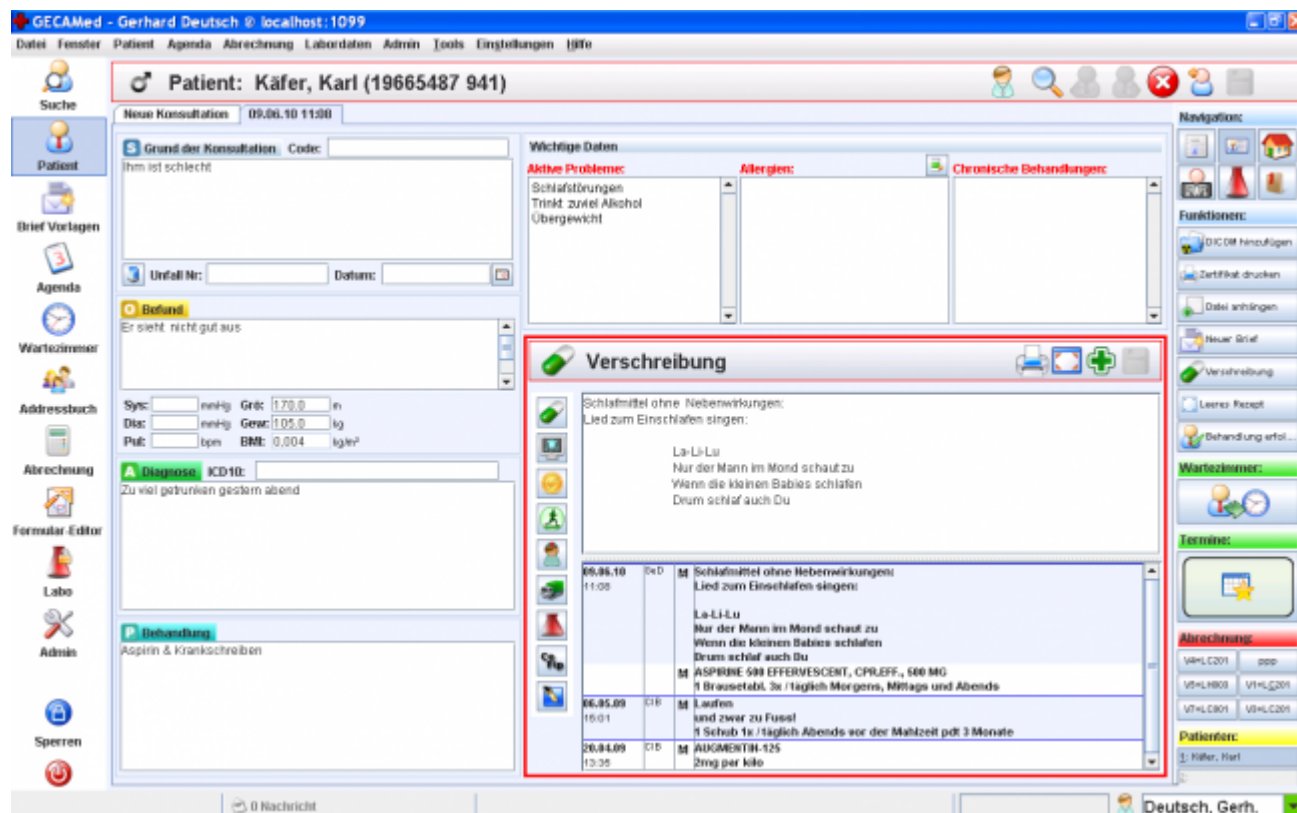 GECAMed - Gerhard Deutsch @ localhost:1099
Datei Fenster Patient Agenda Abrechnung Labordaten Admin Tools Einstellungen Hilfe
Suche
Patient
Brief Vorlagen
Agenda
Wartezimmer
Addressbuch
Abrechnung
Formular-Editor
Labo
Admin
Sperren
Patient: Käfer, Karl (19665487 941)
Neue Konsultation 09.06.10 11:08
S Grund der Konsultation Code:
Ihm ist schlecht
Unfall Nr: Datum:
O Befund
Er sieht nicht gut aus
Sys: mmHg Grö: 170.0 m
Dia: mmHg Gew: 105.0 kg
Pul: bpm BMI: 0.004 kg/m²
A Diagnose ICD10:
Zu viel getrunken gestern abend
P Behandlung
Aspirin & Krankschreiben
Wichtige Daten
Aktive Probleme: Allergien: Chronische Behandlungen:
Schlafstörungen
Trinkt zuviel Alkohol
Übergewicht
Verschreibung
Schlafmittel ohne Nebenwirkungen:
Lied zum Einschlafen singen:
La-Li-Lu
Nur der Mann im Mond schaut zu
Wenn die kleinen Babies schlafen
Drum schlaf auch Du
09.06.10 DeD M Schlafmittel ohne Nebenwirkungen:
11:08 Lied zum Einschlafen singen:
La-Li-Lu
Nur der Mann im Mond schaut zu
Wenn die kleinen Babies schlafen
Drum schlaf auch Du
M ASPIRINE 500 EFFERVESCENT, CPR.EFF., 500 MG
1 Brausetabl. 3x / täglich Morgens, Mittags und Abends
06.05.09 M Laufen
16:01 und zwar zu Fuss!
1 Schub 1x / täglich Abends vor der Mahlzeit pdt 3 Monate
20.04.09 M AUGMENTIN-125
13:35 2mg per kilo
Navigation:
Funktionen:
DICOM hinzufügen
Zertifikat drucken
Datei anhängen
Neuer Brief
Verschreibung
Leeres Rezept
Behandlung erfol...
Wartezimmer:
Termine:
Abrechnung:
V4=LC201 ppp
V1=LC201
Patienten:
1: Käfer, Karl
0 Nachricht
Deutsch, Gerh.